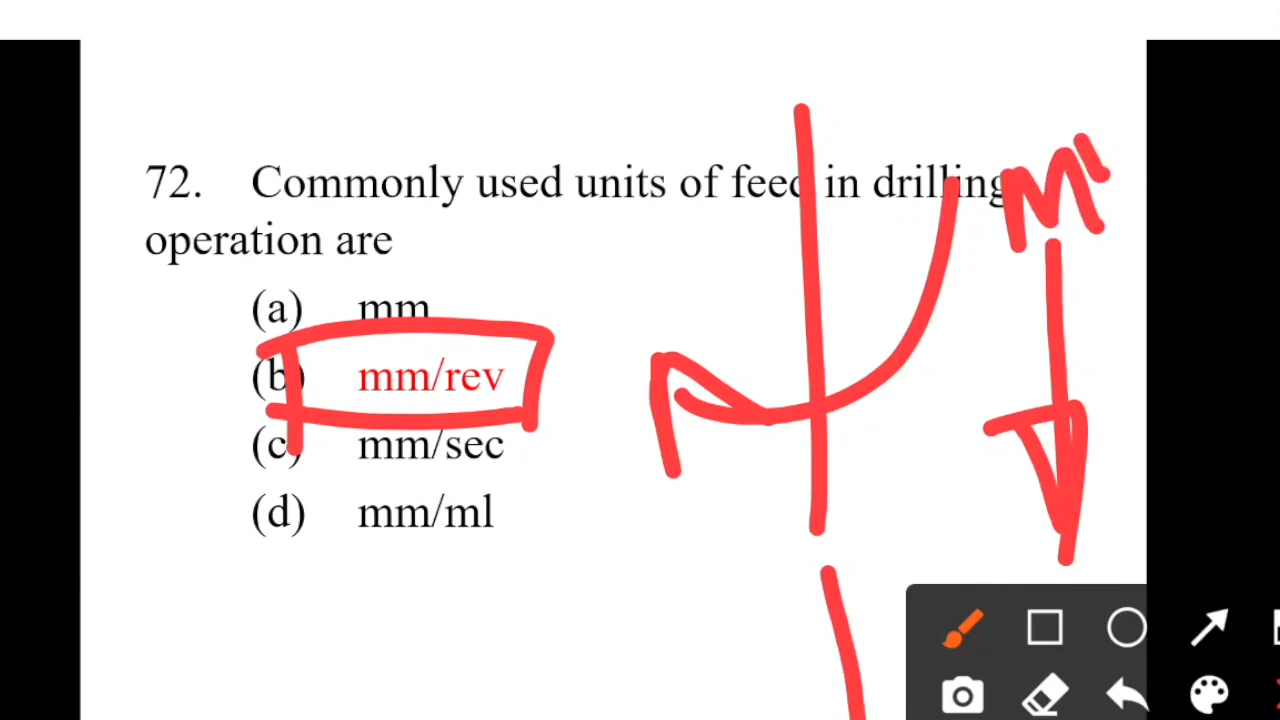 72. Commonly used units of feed in drilling
operation are
(a) mm
(b) mm/rev
(c) mm/sec
(d) mm/ml